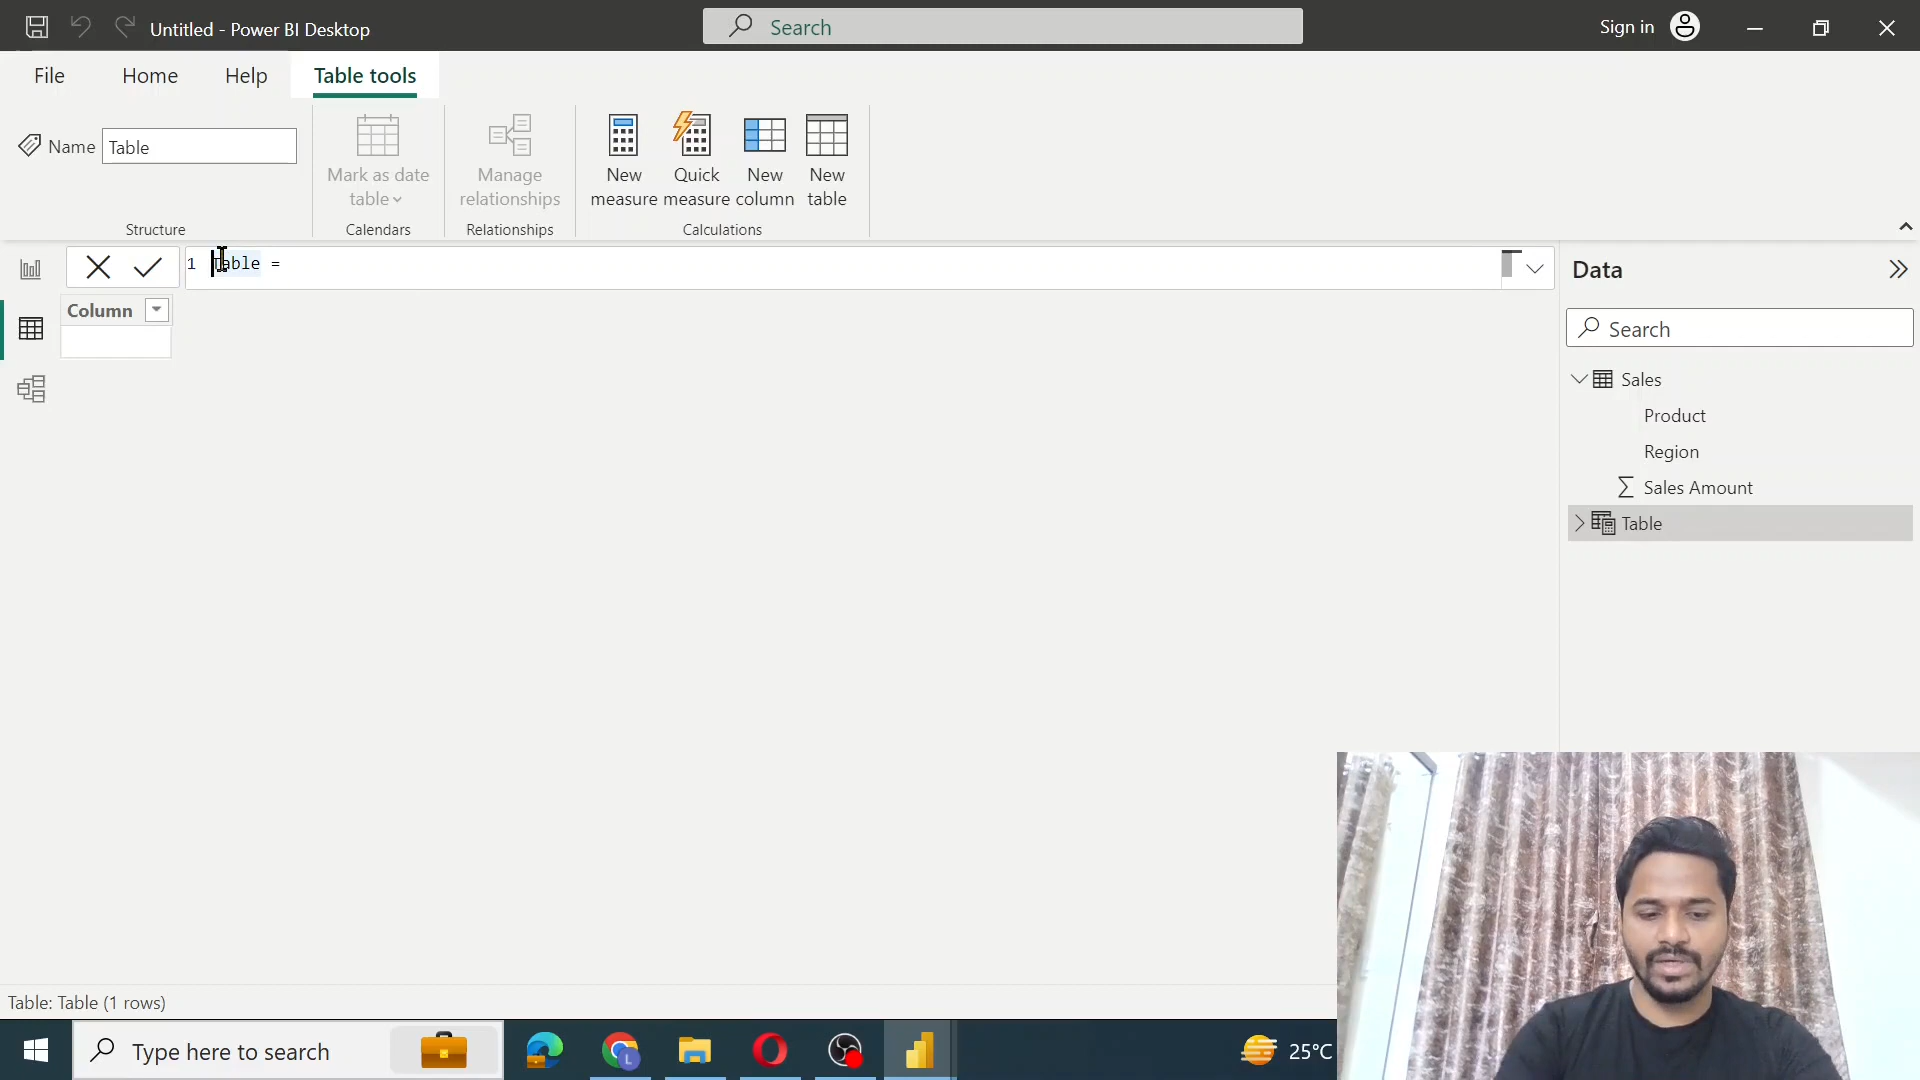 Untitled - Power BI Desktop
Search
Sign in
File
Home
Help
Table tools
Name
Table
Mark as date
table
Manage
relationships
New
measure
Quick
measure
New
column
New
table
Structure
Calendars
Relationships
Calculations
1
Table =
Column
Data
Search
Sales
Product
Region
Sales Amount
Table
Table: Table (1 rows)
Type here to search
L
25°C